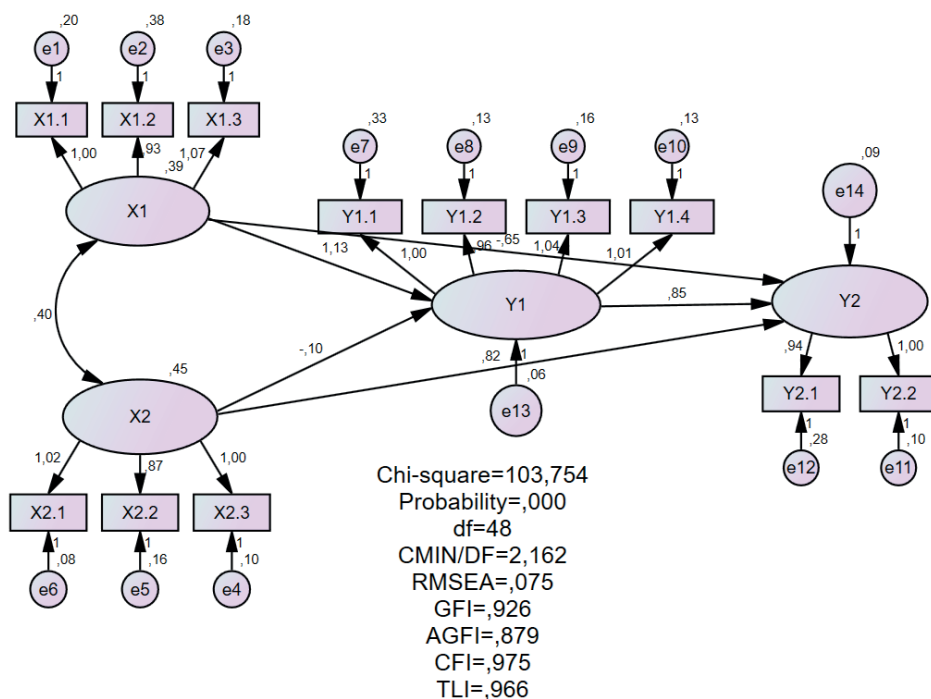 ,20 ,38 ,18
e1 e2 e3
1 1 1
X1.1 X1.2 X1.3
1,00 ,93 1,07
,39
X1
,33 ,13 ,16 ,13
e7 e8 e9 e10
1 1 1 1
Y1.1 Y1.2 Y1.3 Y1.4
1,00 ,96 1,04 1,01
,09
e14
1
1,13 -,65
Y1 ,85 Y2
,40
-,10 ,82
1
,06
e13
,94 1,00
Y2.1 Y2.2
1 1
,28 ,10
e12 e11
,45
X2
1,02 ,87 1,00
X2.1 X2.2 X2.3
1 1 1
,08 ,16 ,10
e6 e5 e4
Chi-square=103,754
Probability=,000
df=48
CMIN/DF=2,162
RMSEA=,075
GFI=,926
AGFI=,879
CFI=,975
TLI=,966